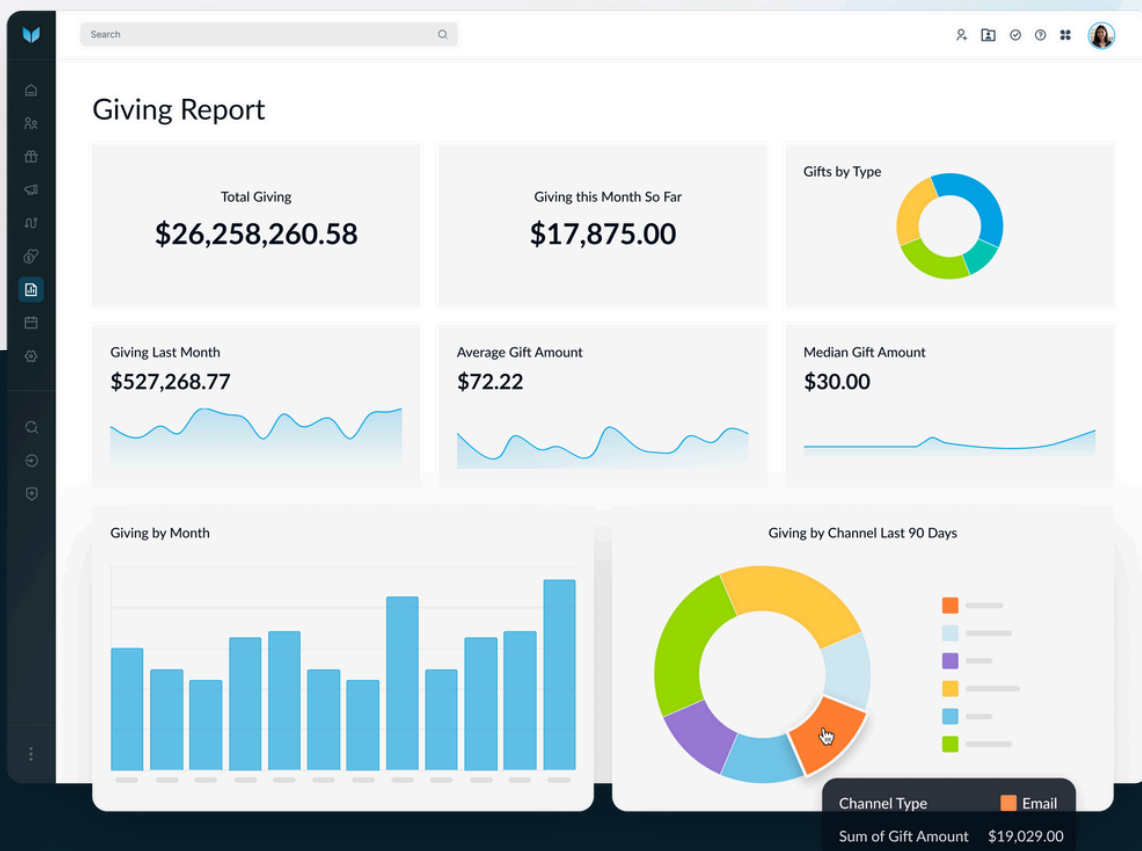 Search
Giving Report
Total Giving
$26,258,260.58
Giving this Month So Far
$17,875.00
Gifts by Type
Giving Last Month
$527,268.77
Average Gift Amount
$72.22
Median Gift Amount
$30.00
Giving by Month
Giving by Channel Last 90 Days
Channel Type Email
Sum of Gift Amount $19,029.00